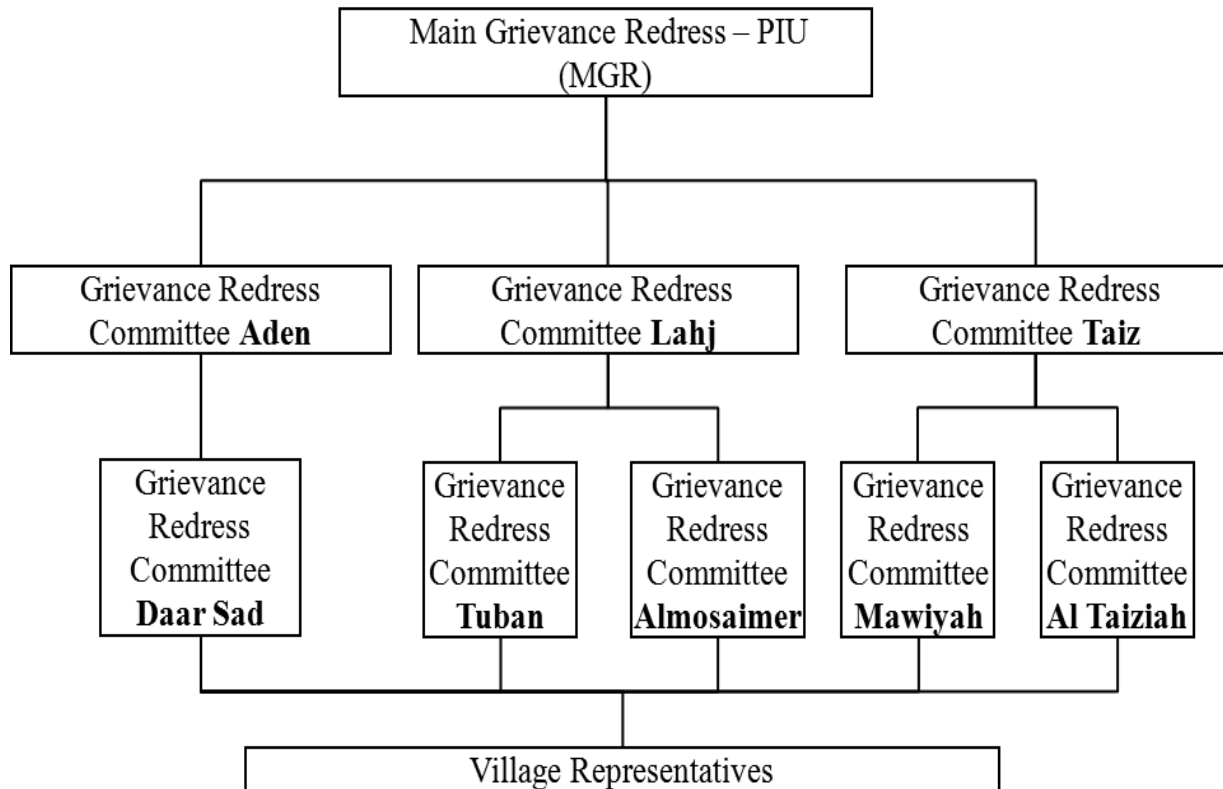 Main Grievance Redress – PIU
(MGR)
Grievance Redress
Committee Aden
Grievance Redress
Committee Lahj
Grievance Redress
Committee Taiz
Grievance
Redress
Committee
Daar Sad
Grievance
Redress
Committee
Tuban
Grievance
Redress
Committee
Almosaimer
Grievance
Redress
Committee
Mawiyah
Grievance
Redress
Committee
Al Taiziah
Village Representatives